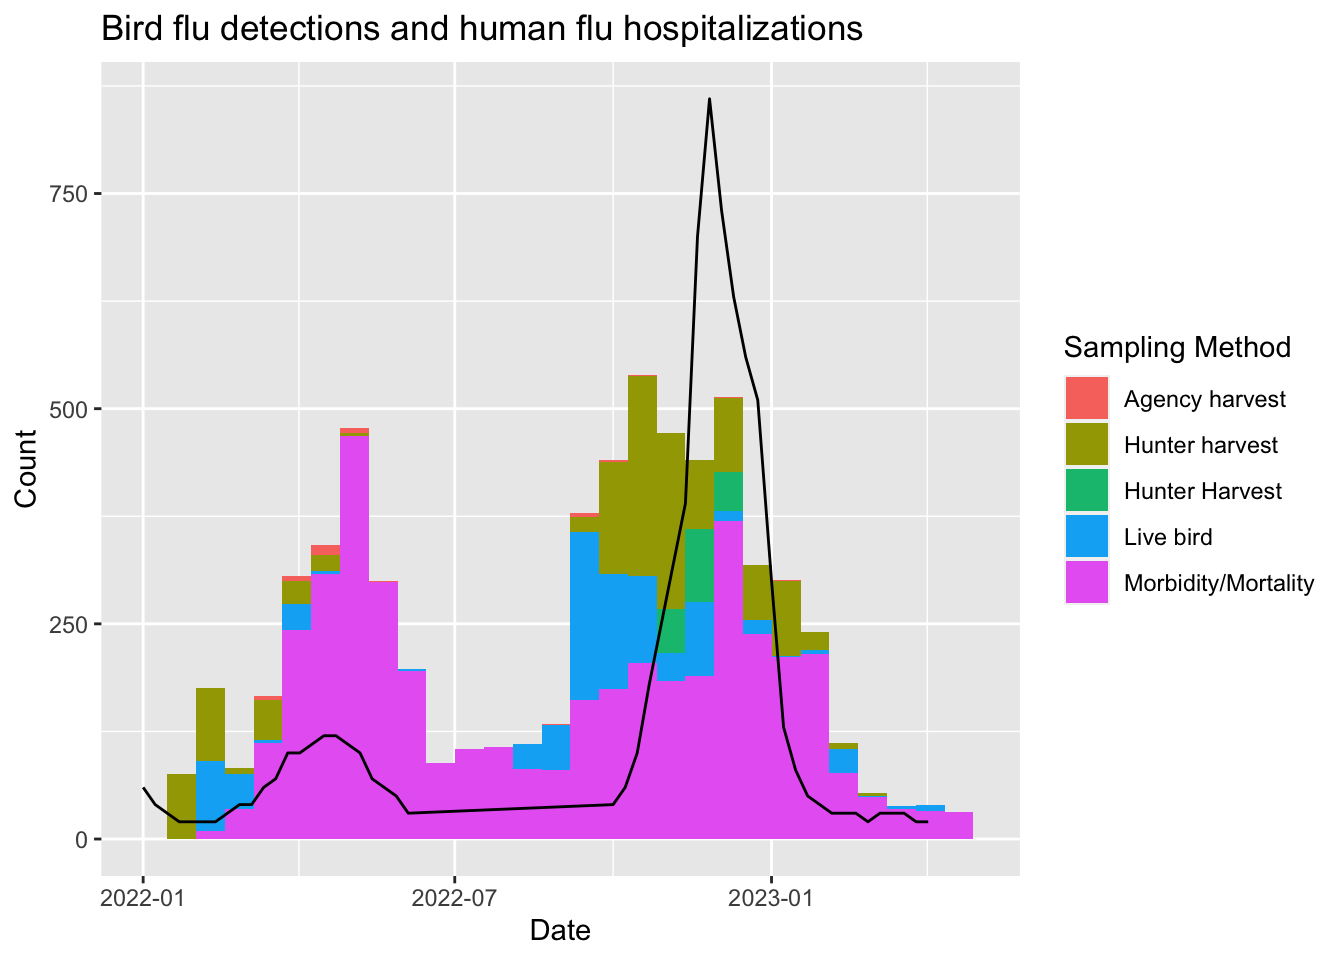 Bird flu detections and human flu hospitalizations
Count
750
500
250
0
2022-01
2022-07
2023-01
Date
Sampling Method
Agency harvest
Hunter harvest
Hunter Harvest
Live bird
Morbidity/Mortality